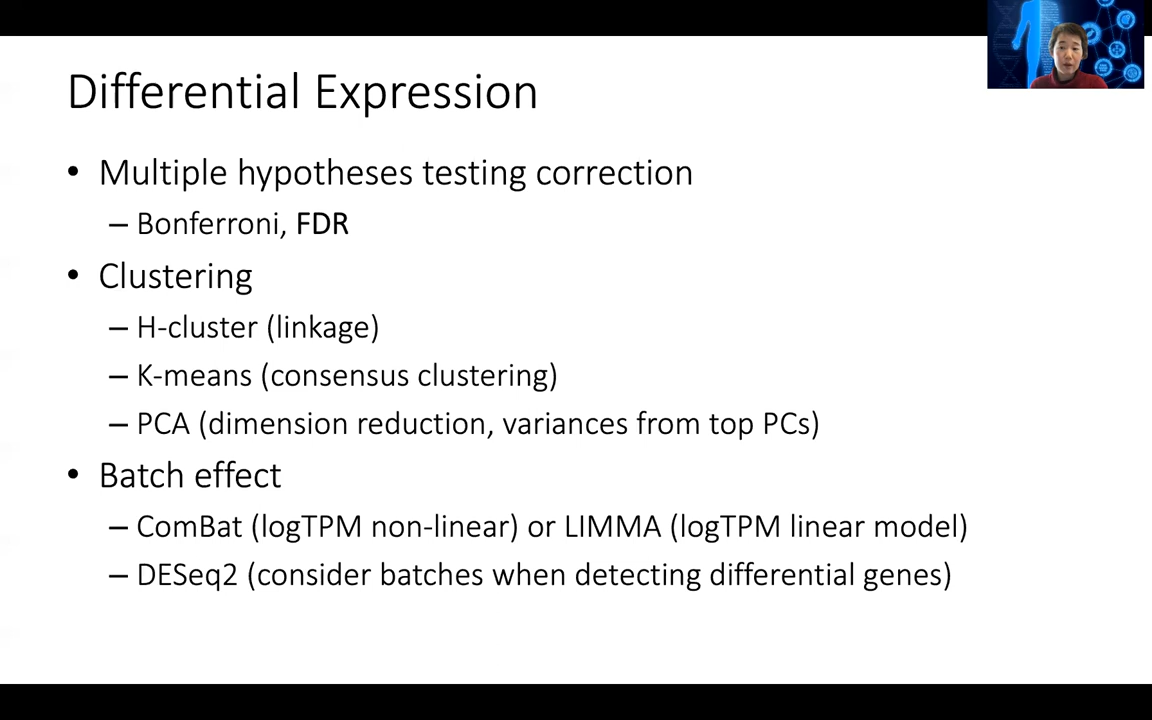 Differential Expression
• Multiple hypotheses testing correction
– Bonferroni, FDR
• Clustering
– H-cluster (linkage)
– K-means (consensus clustering)
– PCA (dimension reduction, variances from top PCs)
• Batch effect
– ComBat (logTPM non-linear) or LIMMA (logTPM linear model)
– DESeq2 (consider batches when detecting differential genes)